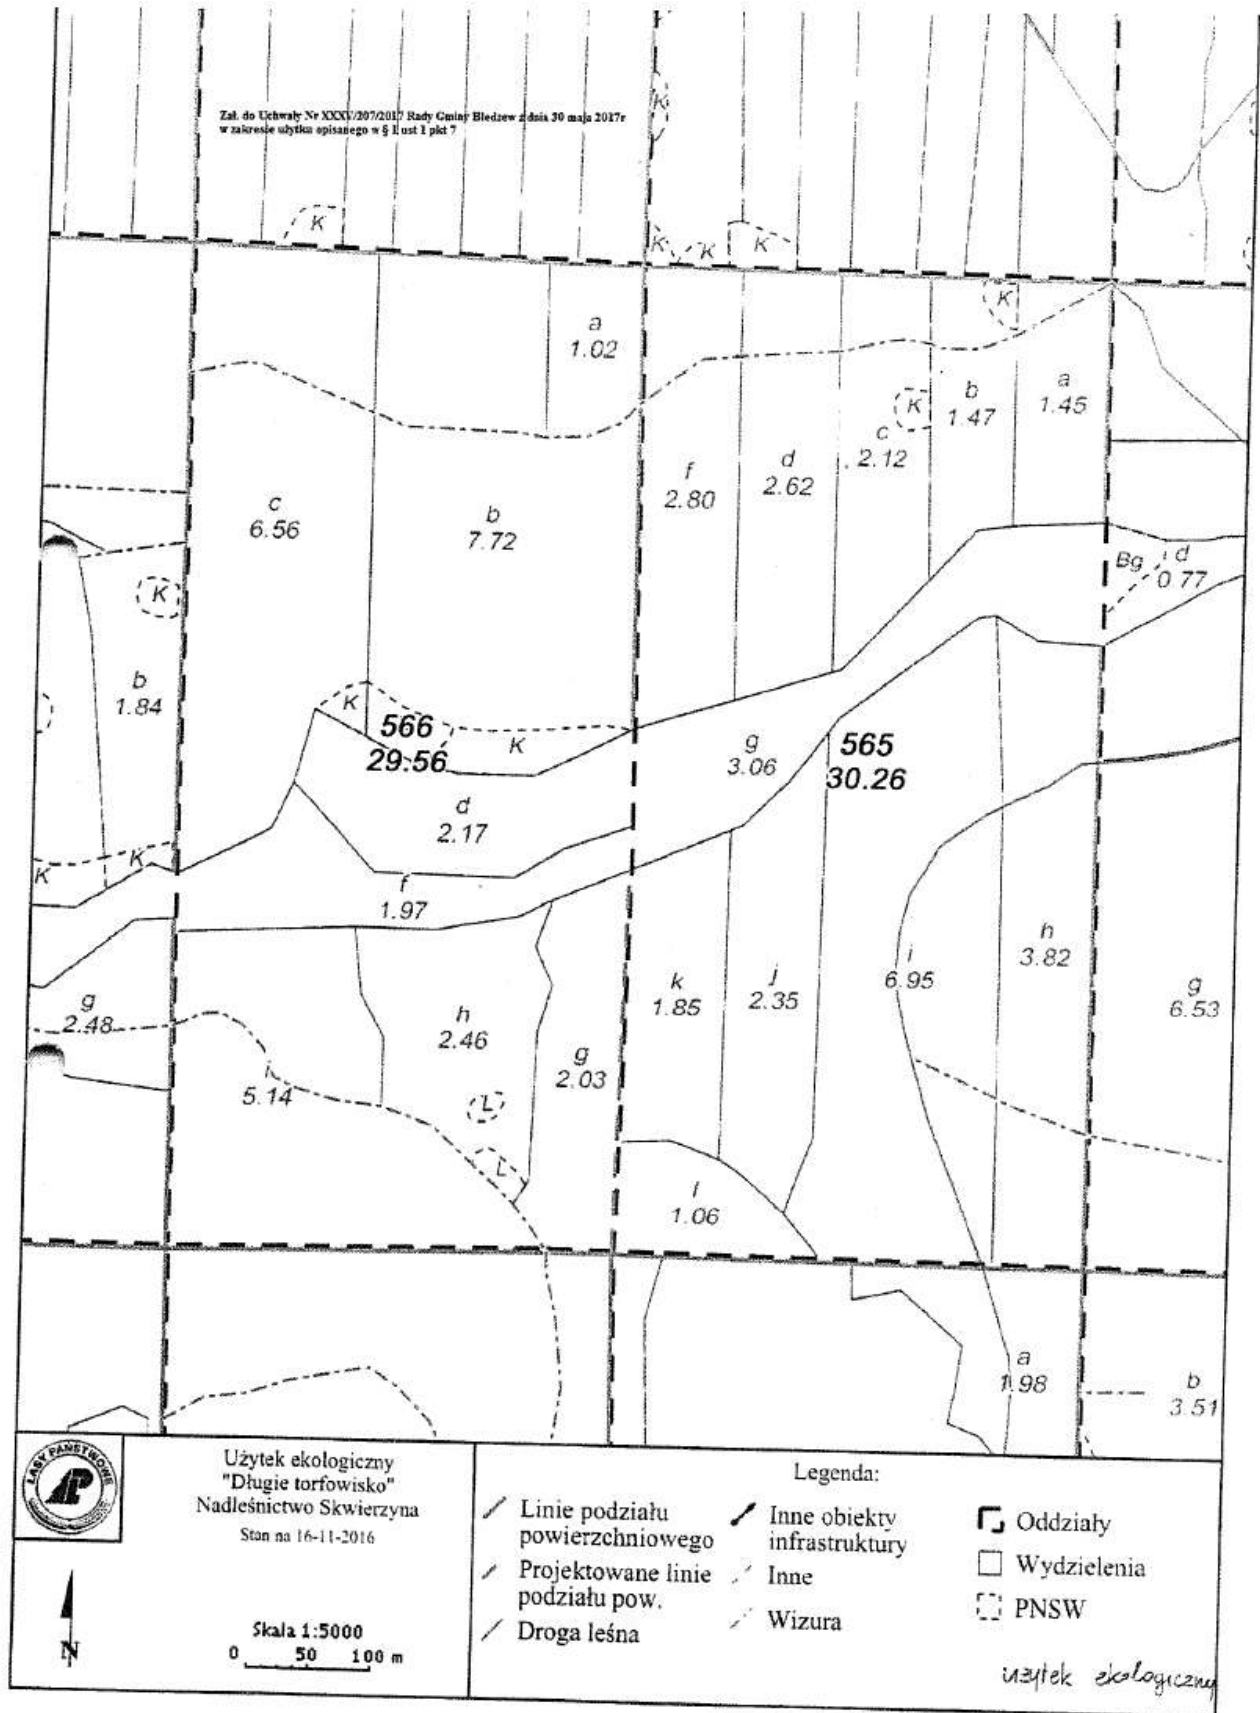 Zał. do Uchwały Nr XXXV/207/2017 Rady Gminy Bledzew z dnia 30 maja 2017r
w zakresie użytku opisanego w § 1 ust 1 pkt 7
K
K
K
K
K
K
a
1.02
K
a
1.45
b
1.47
K
c
2.12
d
2.62
f
2.80
c
6.56
b
7.72
Bg
d
0.77
K
b
1.84
K
566
29.56
K
g
3.06
565
30.26
d
2.17
K
K
f
1.97
h
3.82
i
6.95
g
6.53
k
1.85
j
2.35
g
2.48
h
2.46
g
2.03
i
5.14
L
L
l
1.06
a
1.98
b
3.51
LASY PAŃSTWOWE
Użytek ekologiczny
"Długie torfowisko"
Nadleśnictwo Skwierzyna
Stan na 16-11-2016
N
Skala 1:5000
0 50 100 m
Legenda:
Linie podziału
powierzchniowego
Projektowane linie
podziału pow.
Droga leśna
Inne obiekty
infrastruktury
Inne
Wizura
Oddziały
Wydzielenia
PNSW
użytek ekologiczny